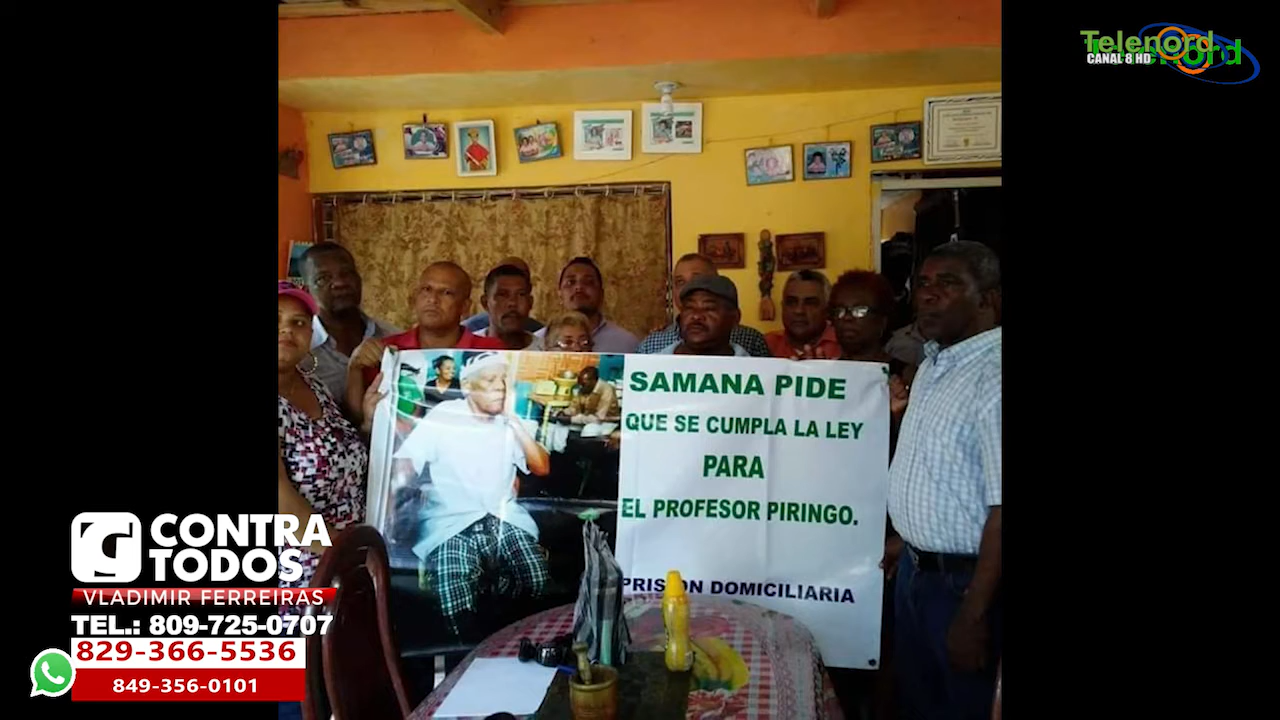 Telenord
CANAL 8 HD
SAMANA PIDE
QUE SE CUMPLA LA LEY
PARA
EL PROFESOR PIRINGO.
PRISION DOMICILIARIA
CONTRA
TODOS
VLADIMIR FERREIRAS
TEL.: 809-725-0707
829-366-5536
849-356-0101